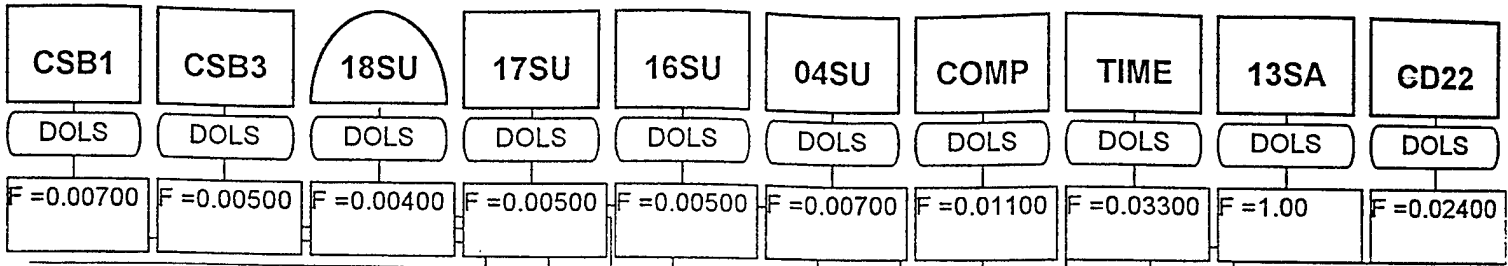 CSB1 CSB3 18SU 17SU 16SU 04SU COMP TIME 13SA CD22
DOLS DOLS DOLS DOLS DOLS DOLS DOLS DOLS DOLS DOLS
F =0.00700 F =0.00500 F =0.00400 F =0.00500 F =0.00500 F =0.00700 F =0.01100 F =0.03300 F =1.00 F =0.02400